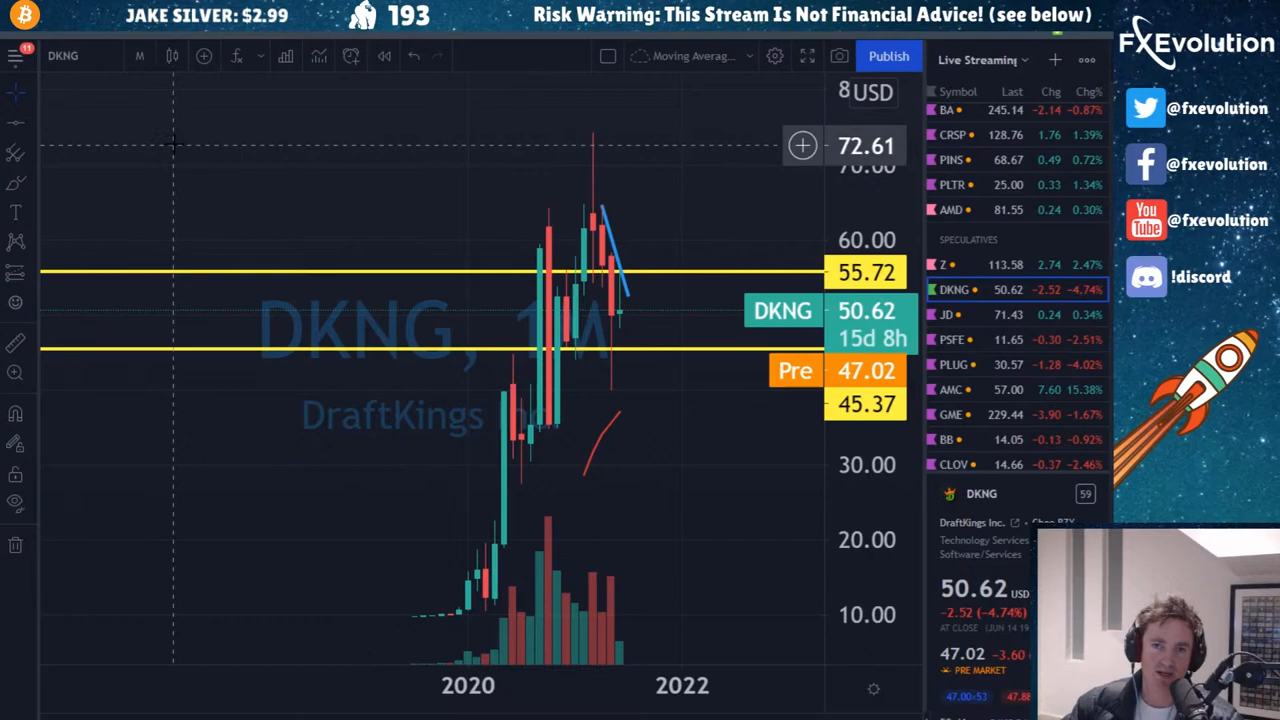 JAKE SILVER: $2.99
193
Risk Warning: This Stream Is Not Financial Advice! (see below)
11
DKNG
M
Moving Averag...
Publish
Live Streaming
FXEvolution
@fxevolution
@fxevolution
You Tube
@fxevolution
!discord
8 USD
72.61
70.00
60.00
55.72
DKNG 50.62
15d 8h
Pre 47.02
45.37
30.00
20.00
10.00
2020
2022
DKNG, 1M
DraftKings Inc.
Symbol Last Chg Chg%
BA 245.14 -2.14 -0.87%
CRSP 128.76 1.76 1.39%
PINS 68.67 0.49 0.72%
PLTR 25.00 0.33 1.34%
AMD 81.55 0.24 0.30%
SPECULATIVES
Z 113.58 2.74 2.47%
DKNG 50.62 -2.52 -4.74%
JD 71.43 0.24 0.34%
PSFE 11.65 -0.30 -2.51%
PLUG 30.57 -1.28 -4.02%
AMC 57.00 7.60 15.38%
GME 229.44 -3.90 -1.67%
BB 14.05 -0.13 -0.92%
CLOV 14.66 -0.37 -2.46%
DKNG
59
DraftKings Inc.
Technology Services
Software/Services
50.62 USD
-2.52 (-4.74%)
AT CLOSE (JUN 14 19
47.02 -3.60
PRE MARKET
47.00×53
47.88